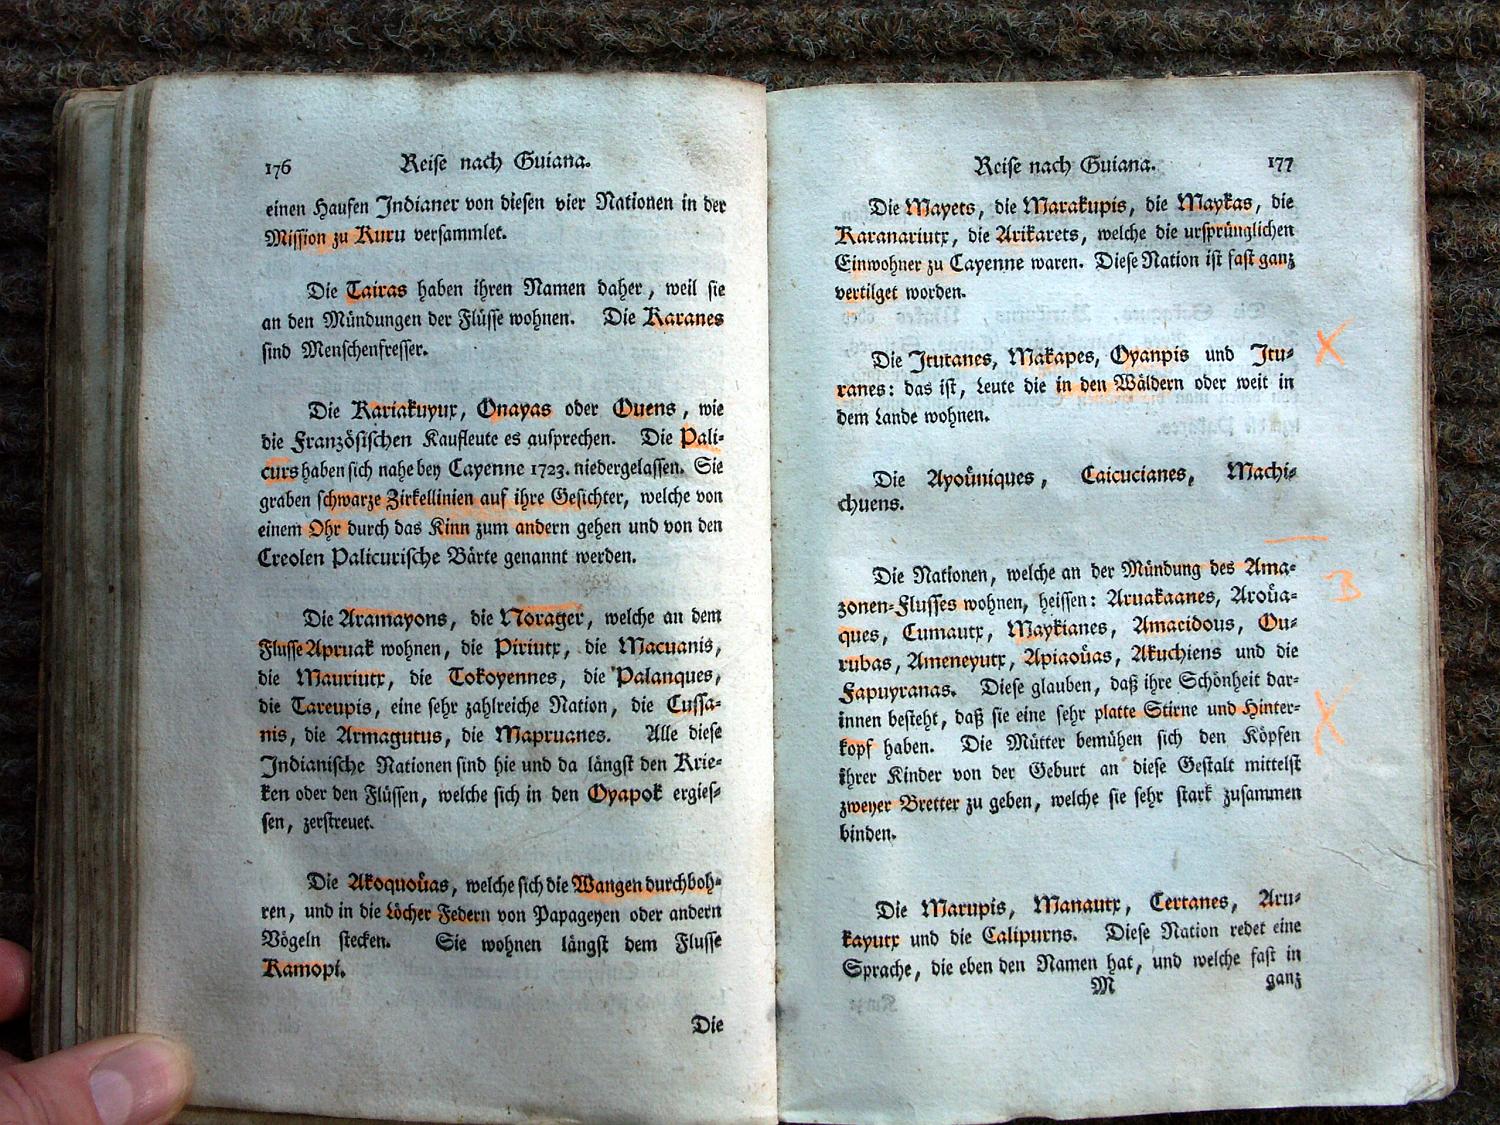 176 Reise nach Guiana.
einen Haufen Indianer von diesen vier Nationen in der
Mission zu Kuru versammlet.
Die Tairas haben ihren Namen daher, weil sie
an den Mündungen der Flüsse wohnen. Die Karanes
sind Menschenfresser.
Die Kariakuyux, Onayas oder Ouens, wie
die Französischen Kaufleute es aussprechen. Die Pali-
curs haben sich nahe bey Cayenne 1723. niedergelassen. Sie
graben schwarze Zirkellinien auf ihre Gesichter, welche von
einem Ohr durch das Kinn zum andern gehen und von den
Creolen Palicurische Bärte genannt werden.
Die Aramayons, die Norager, welche an dem
Flusse Apruak wohnen, die Piriutx, die Macuanis,
die Mauriutx, die Tokoyennes, die Palanques,
die Tareupis, eine sehr zahlreiche Nation, die Cussa-
nis, die Armagutus, die Mapruanes. Alle diese
Indianische Nationen sind hie und da längst den Krie-
ken oder den Flüssen, welche sich in den Oyapok ergies-
sen, zerstreuet.
Die Akoquoüas, welche sich die Wangen durchboh-
ren, und in die Löcher Federn von Papageyen oder andern
Vögeln stecken. Sie wohnen längst dem Flusse
Kamopi.
Die
Reise nach Guiana. 177
Die Mayets, die Marakupis, die Maykas, die
Karanariutx, die Arikarets, welche die ursprünglichen
Einwohner zu Cayenne waren. Diese Nation ist fast ganz
vertilget worden.
Die Itutanes, Makapes, Oyanpis und Itu-
ranes: das ist, Leute die in den Wäldern oder weit in
dem Lande wohnen.
Die Ayoüniques, Caicucianes, Machi-
chuens.
Die Nationen, welche an der Mündung des Ama-
zonen-Flusses wohnen, heissen: Aruakaanes, Aroüa-
ques, Cumautx, Maykianes, Amacidous, Ou-
rubas, Ameneyutx, Apiaoüas, Akuchiens und die
Fapuyranas. Diese glauben, daß ihre Schönheit dar-
innen besteht, daß sie eine sehr platte Stirne und Hinter-
kopf haben. Die Mütter bemühen sich den Köpfen
ihrer Kinder von der Geburt an diese Gestalt mittelst
zweyer Bretter zu geben, welche sie sehr stark zusammen
binden.
Die Marupis, Manautx, Certanes, Aru-
kayutx und die Calipurns. Diese Nation redet eine
Sprache, die eben den Namen hat, und welche fast in
M ganz